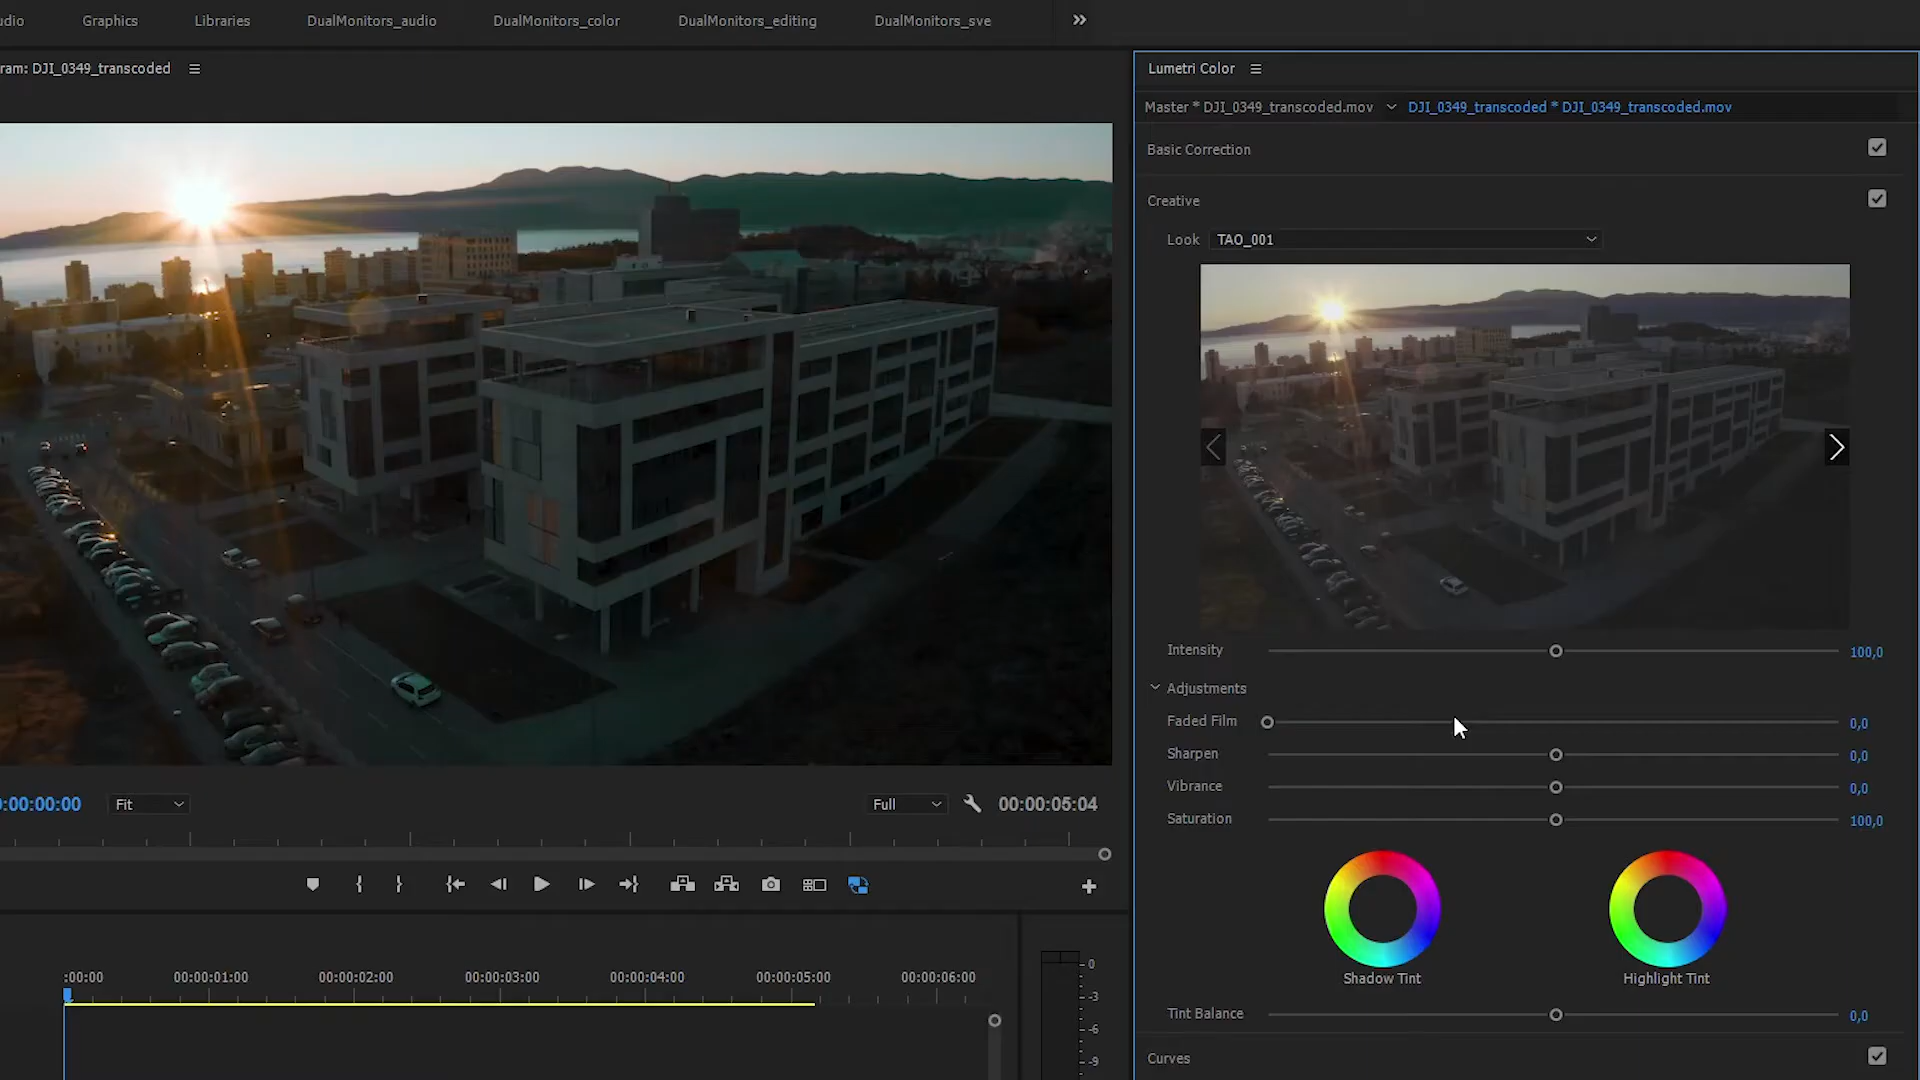 udio Graphics Libraries DualMonitors_audio DualMonitors_color DualMonitors_editing DualMonitors_sve
ram: DJI_0349_transcoded
Lumetri Color
Master * DJI_0349_transcoded.mov DJI_0349_transcoded * DJI_0349_transcoded.mov
Basic Correction
Creative
Look TAO_001
Intensity 100,0
Adjustments
Faded Film 0,0
Sharpen 0,0
Vibrance 0,0
Saturation 100,0
Shadow Tint Highlight Tint
Tint Balance 0,0
Curves
0:00:00:00 Fit Full 00:00:05:04
:00:00 00:00:01:00 00:00:02:00 00:00:03:00 00:00:04:00 00:00:05:00 00:00:06:00
0
-3
-6
-9